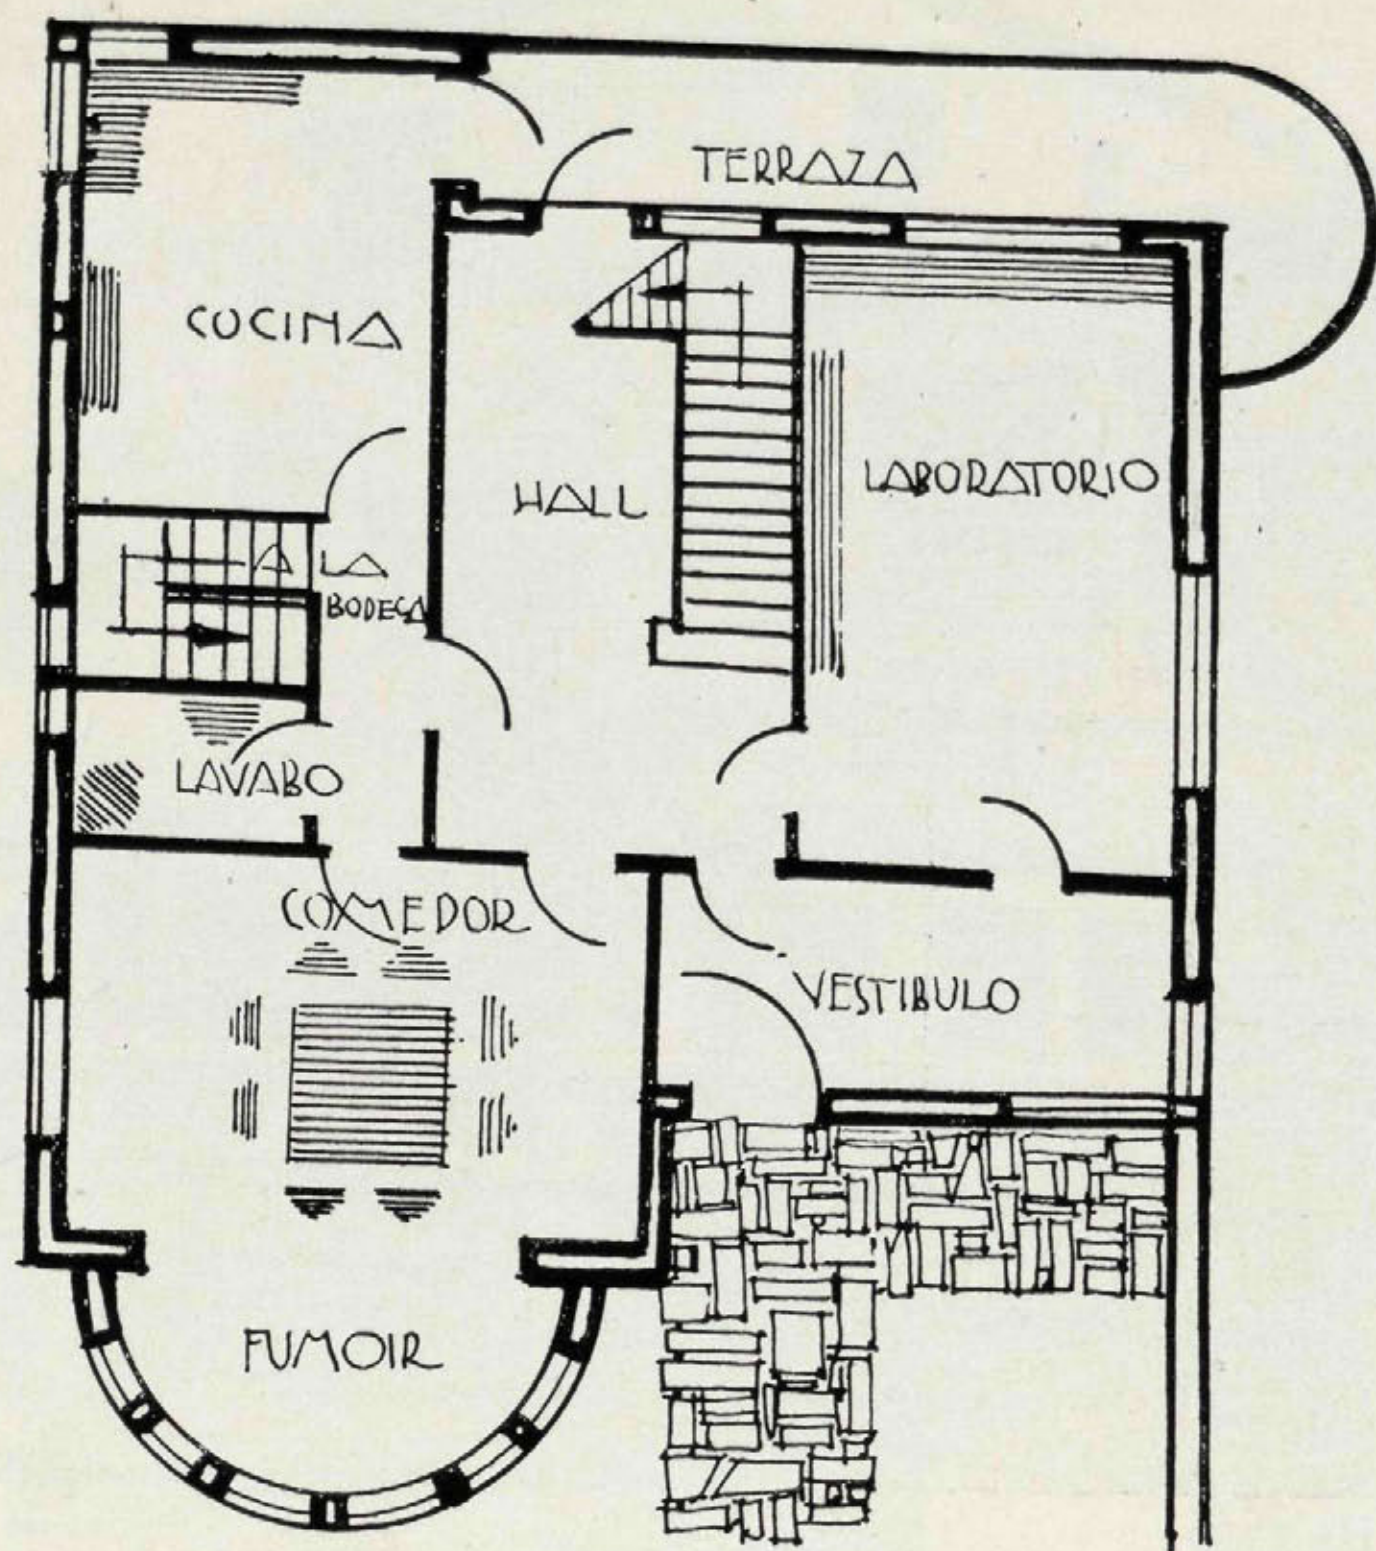 TERRAZA
COCINA
HALL
LABORATORIO
A LA
BODEGA
LAVABO
COMEDOR
VESTIBULO
FUMOIR